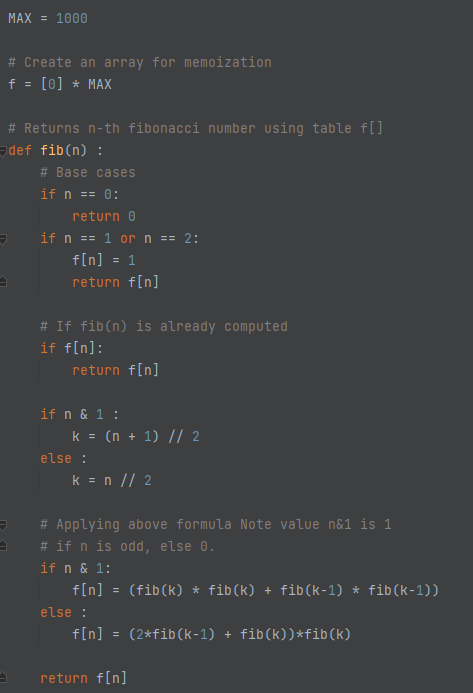 MAX = 1000
# Create an array for memoization
f = [0] * MAX
# Returns n-th fibonacci number using table f[]
def fib(n) :
    # Base cases
    if n == 0:
        return 0
    if n == 1 or n == 2:
        f[n] = 1
        return f[n]
    # If fib(n) is already computed
    if f[n]:
        return f[n]
    if n & 1 :
        k = (n + 1) // 2
    else :
        k = n // 2
    # Applying above formula Note value n&1 is 1
    # if n is odd, else 0.
    if n & 1:
        f[n] = (fib(k) * fib(k) + fib(k-1) * fib(k-1))
    else :
        f[n] = (2*fib(k-1) + fib(k))*fib(k)
    return f[n]